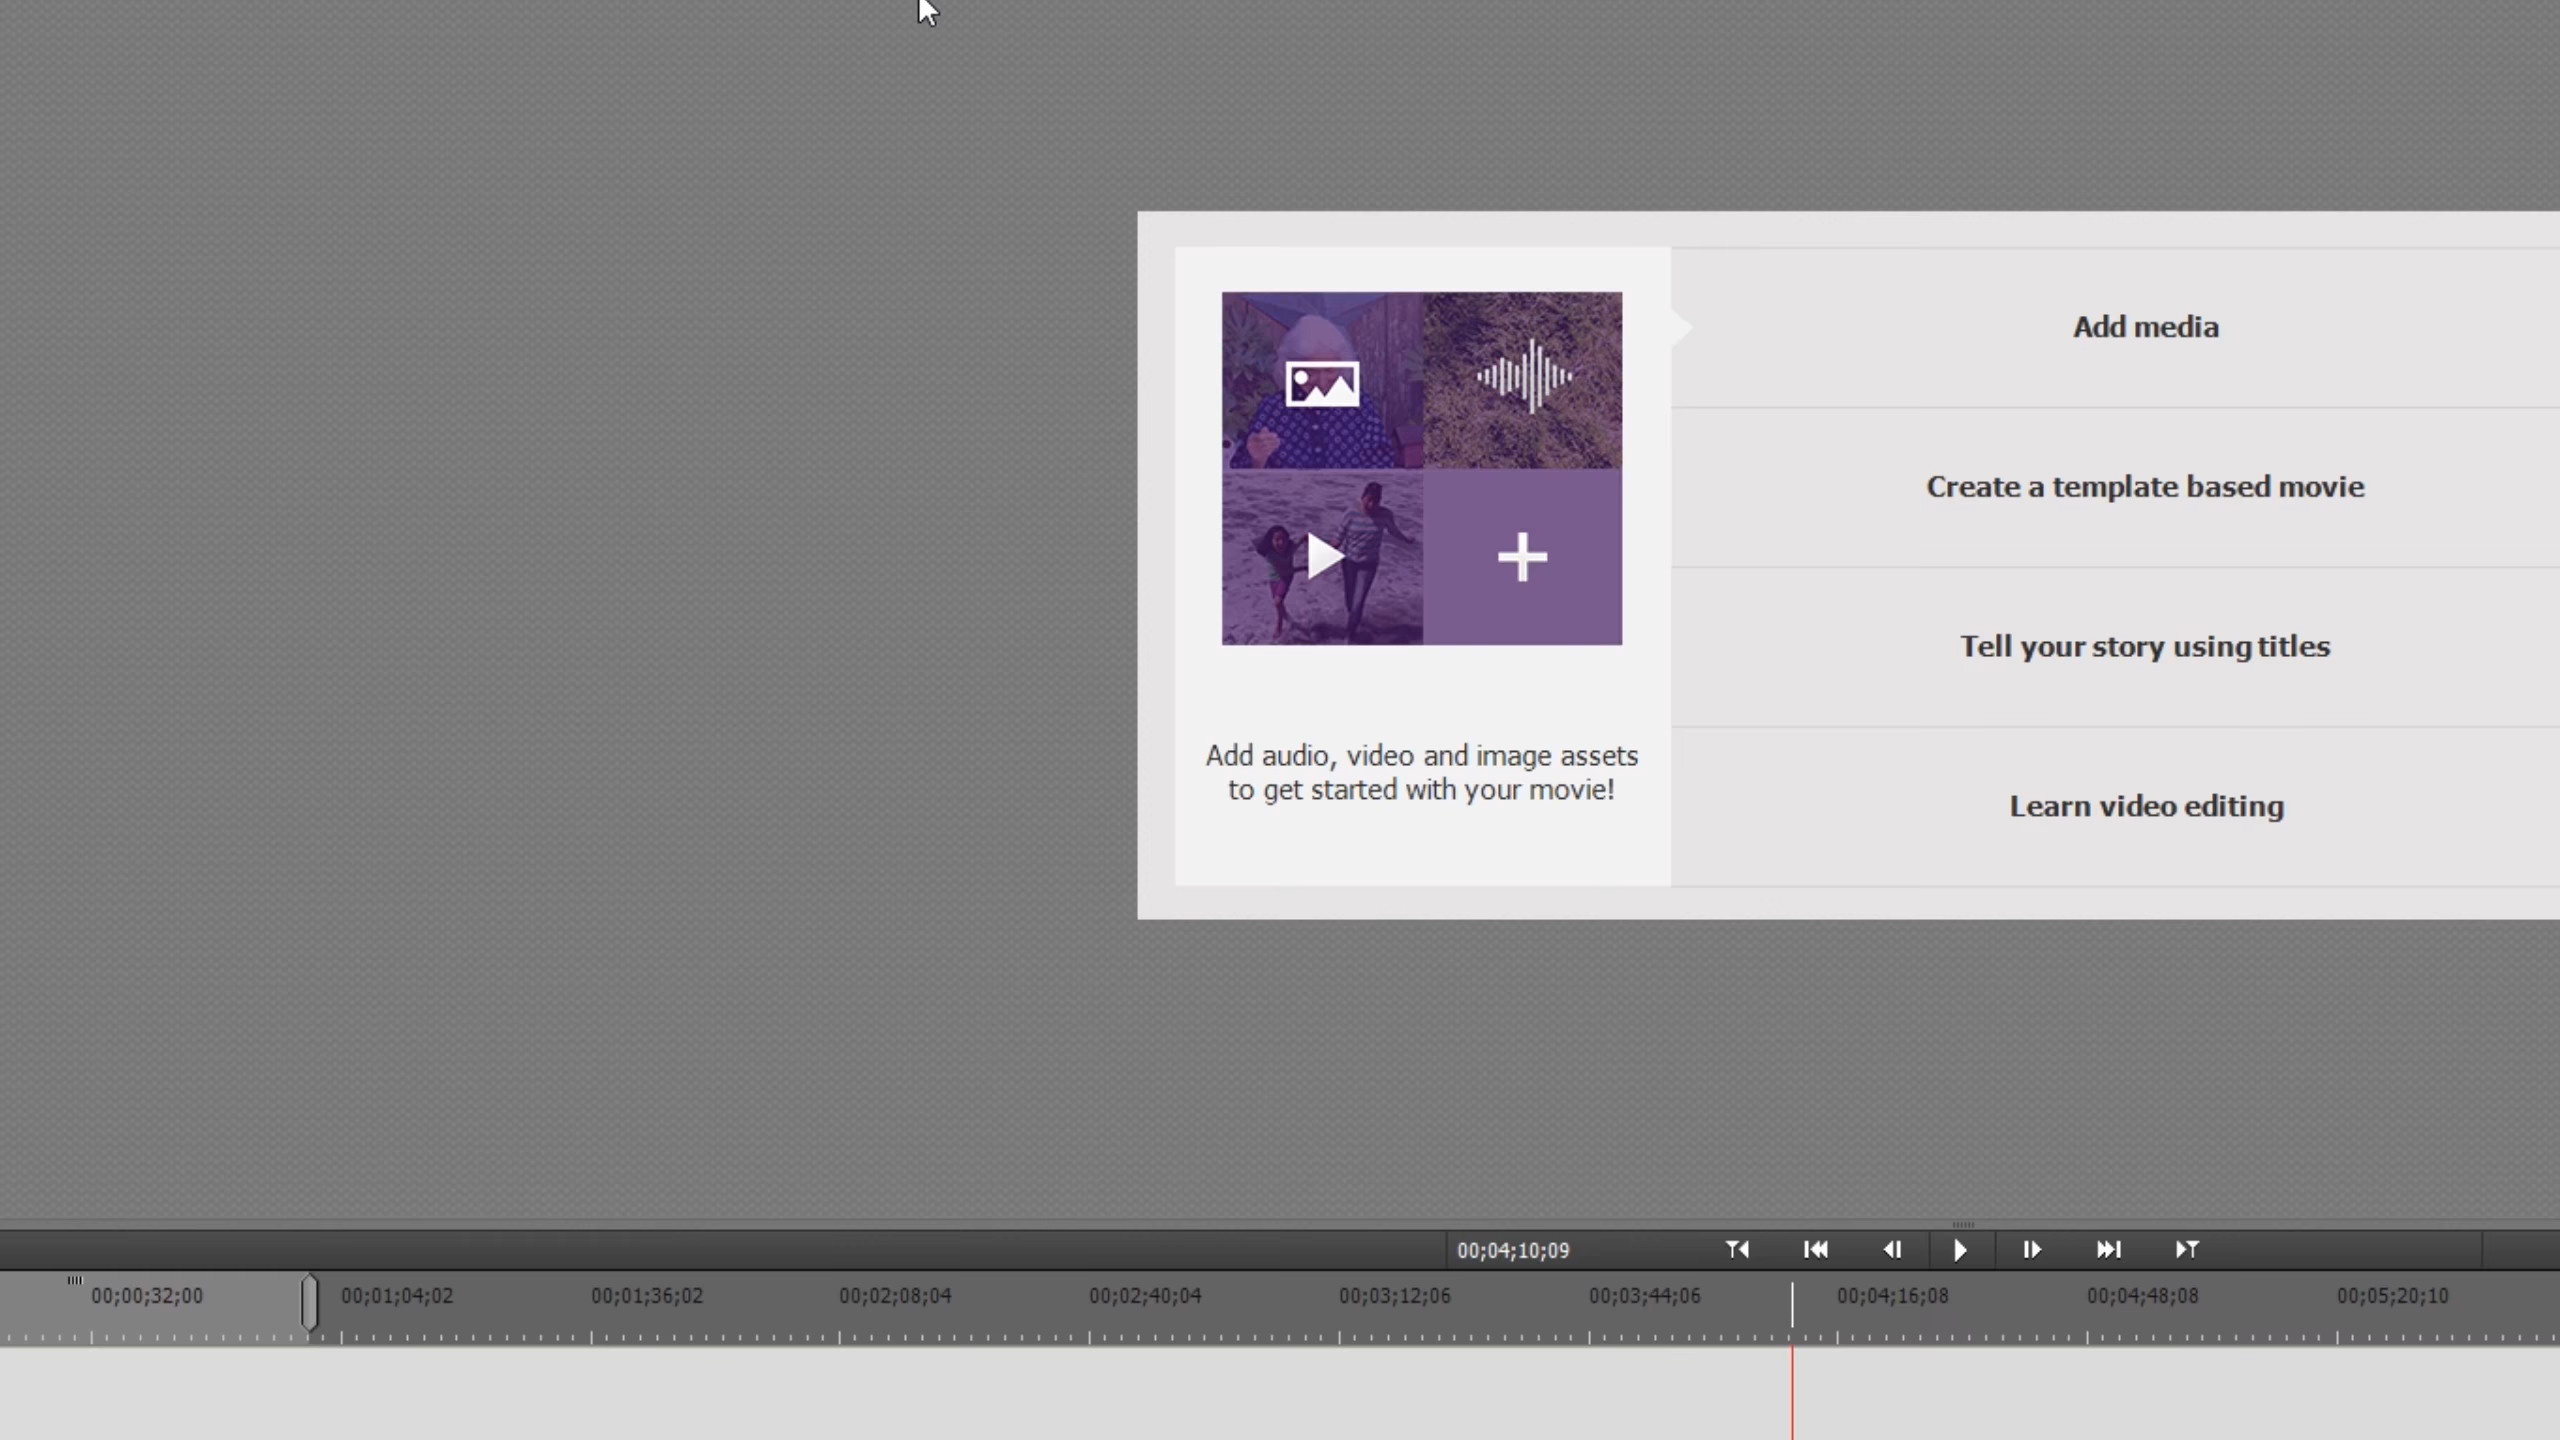 Add media
Create a template based movie
Tell your story using titles
Add audio, video and image assets
to get started with your movie!
Learn video editing
00;04;10;09
00;00;32;00
00;01;04;02
00;01;36;02
00;02;08;04
00;02;40;04
00;03;12;06
00;03;44;06
00;04;16;08
00;04;48;08
00;05;20;10